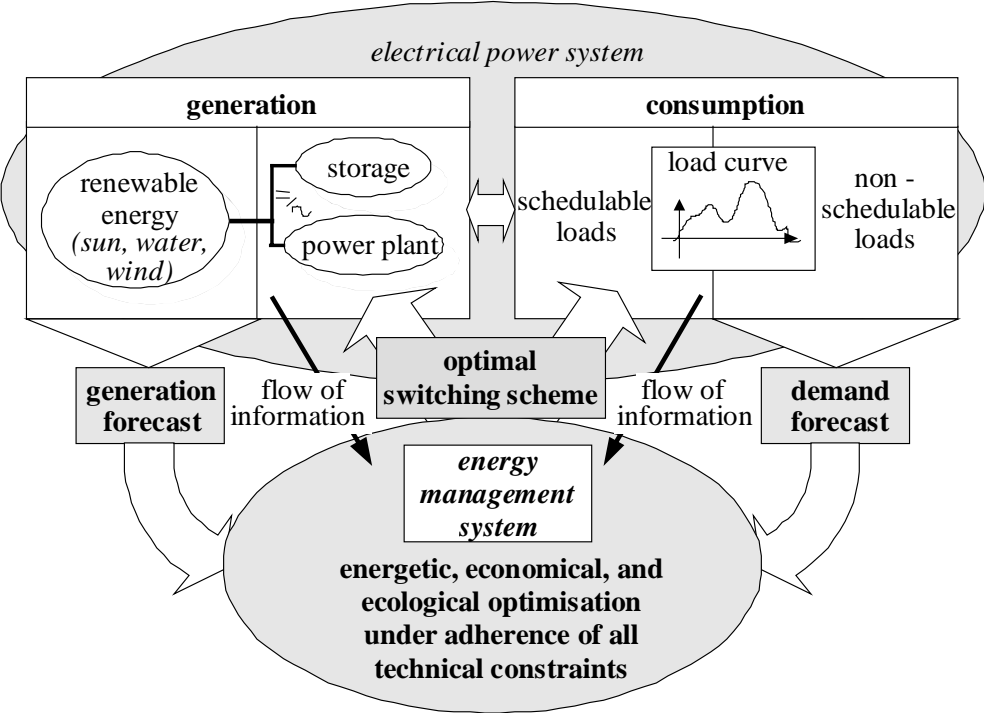 electrical power system
generation
renewable
energy
(sun, water,
wind)
storage
power plant
consumption
schedulable
loads
load curve
non -
schedulable
loads
optimal
switching scheme
generation
forecast
flow of
information
flow of
information
demand
forecast
energy
management
system
energetic, economical, and
ecological optimisation
under adherence of all
technical constraints